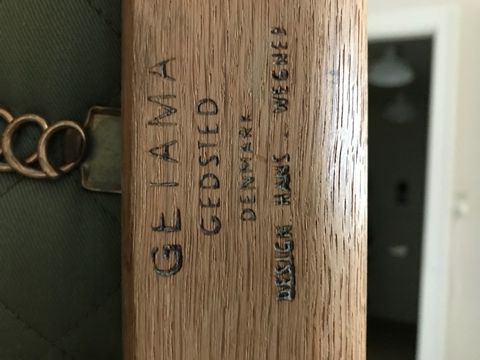 GETAMA
GEDSTED
DENMARK
DESIGN HANS . WEGNER